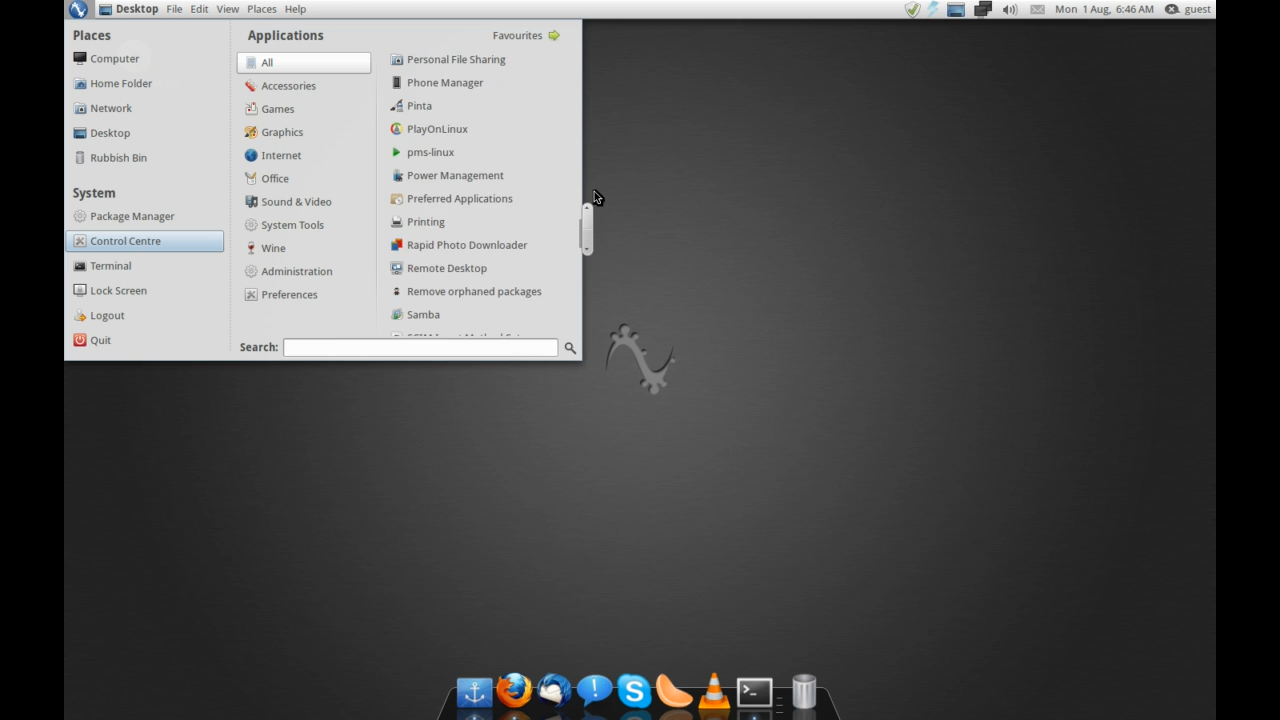 Desktop File Edit View Places Help
Mon 1 Aug, 6:46 AM guest
Places
Computer
Home Folder
Network
Desktop
Rubbish Bin
System
Package Manager
Control Centre
Terminal
Lock Screen
Logout
Quit
Applications
Favourites
All
Accessories
Games
Graphics
Internet
Office
Sound & Video
System Tools
Wine
Administration
Preferences
Personal File Sharing
Phone Manager
Pinta
PlayOnLinux
pms-linux
Power Management
Preferred Applications
Printing
Rapid Photo Downloader
Remote Desktop
Remove orphaned packages
Samba
Search: